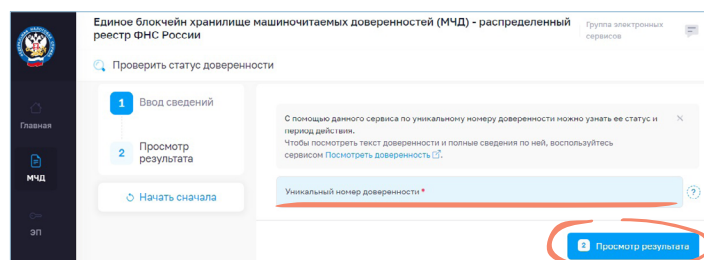 Единое блокчейн хранилище машиночитаемых доверенностей (МЧД) - распределенный
реестр ФНС России
Группа электронных
сервисов
Проверить статус доверенности
1 Ввод сведений
2 Просмотр
результата
Начать сначала
Главная
МЧД
ЭП
С помощью данного сервиса по уникальному номеру доверенности можно узнать ее статус и
период действия.
Чтобы посмотреть текст доверенности и полные сведения по ней, воспользуйтесь
сервисом Посмотреть доверенность.
Уникальный номер доверенности *
?
2 Просмотр результата